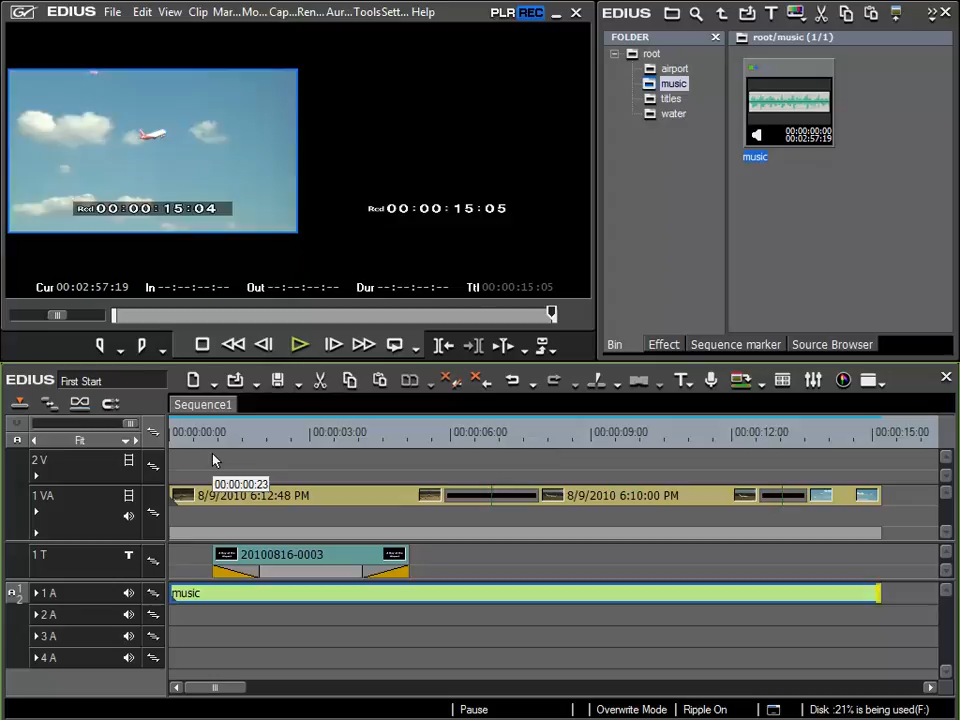 EDIUS File Edit View Clip Mar...Mo... Cap...Ren... Aur...ToolsSett... Help PLR REC
Rcd 00:00:15:04
Rcd 00:00:15:05
Cur 00:02:57:19 In --:--:--:-- Out --:--:--:-- Dur --:--:--:-- Ttl 00:00:15:05
EDIUS
FOLDER
root
airport
music
titles
water
root/music (1/1)
00:00:00:00
00:02:57:19
music
Bin Effect Sequence marker Source Browser
EDIUS First Start
Sequence1
Fit
00:00:00:00 00:00:03:00 00:00:06:00 00:00:09:00 00:00:12:00 00:00:15:00
2 V
00:00:00:23
1 VA 8/9/2010 6:12:48 PM 8/9/2010 6:10:00 PM
1 T T 20100816-0003
1 A music
2 A
3 A
4 A
1
2
Pause Overwrite Mode Ripple On Disk :21% is being used(F:)